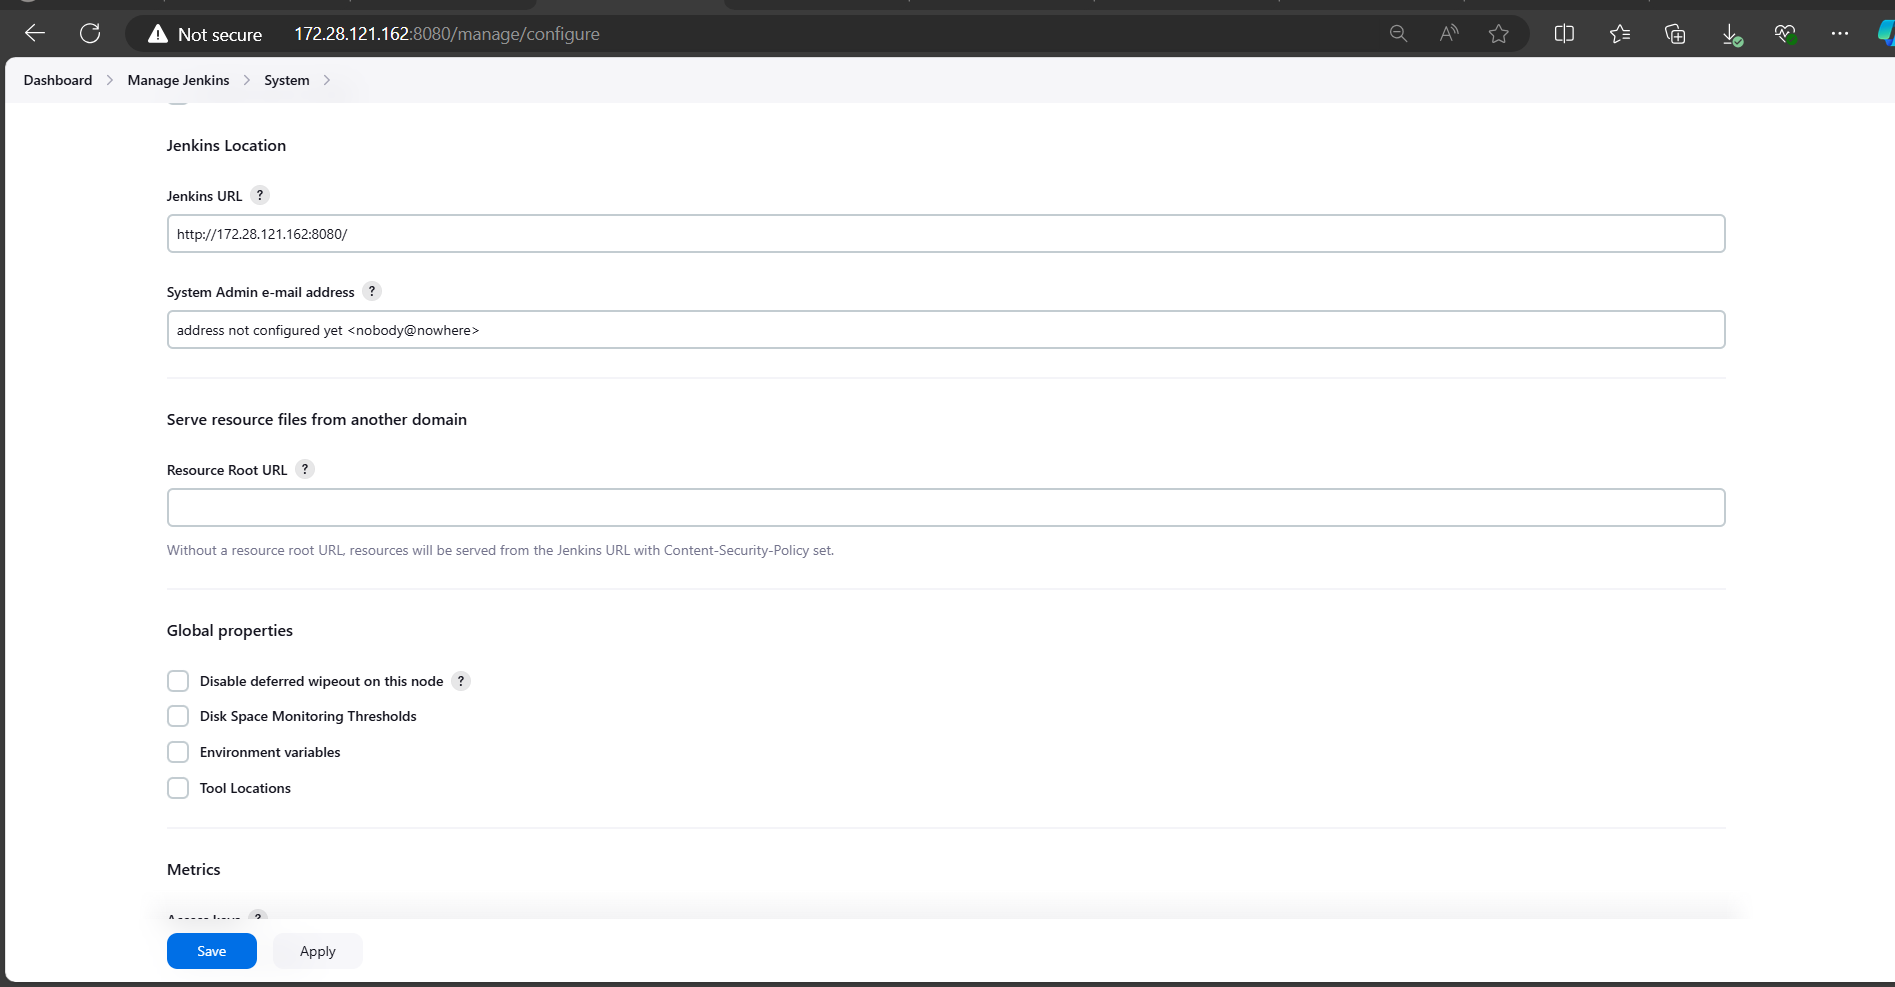 Not secure 172.28.121.162:8080/manage/configure
Dashboard > Manage Jenkins > System >
Jenkins Location
Jenkins URL ?
http://172.28.121.162:8080/
System Admin e-mail address ?
address not configured yet <nobody@nowhere>
Serve resource files from another domain
Resource Root URL ?
Without a resource root URL, resources will be served from the Jenkins URL with Content-Security-Policy set.
Global properties
Disable deferred wipeout on this node ?
Disk Space Monitoring Thresholds
Environment variables
Tool Locations
Metrics
Access keys ?
Save Apply